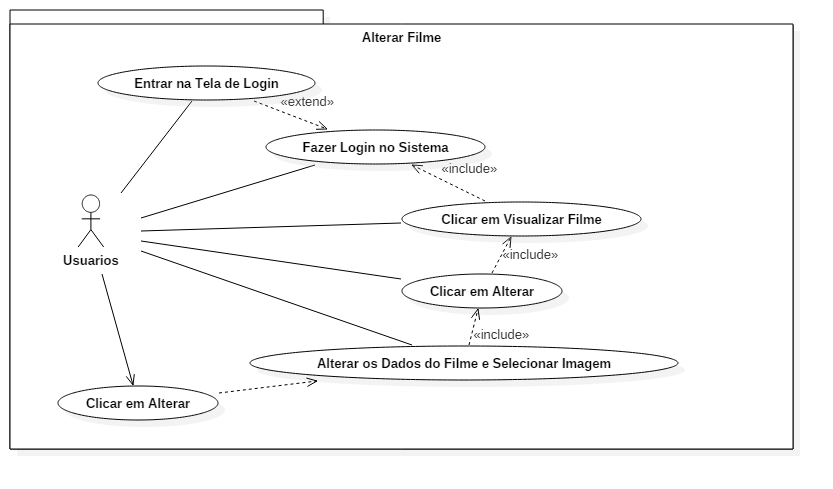 Alterar Filme
Entrar na Tela de Login
«extend»
Fazer Login no Sistema
«include»
Clicar em Visualizar Filme
Usuarios
«include»
Clicar em Alterar
«include»
Alterar os Dados do Filme e Selecionar Imagem
Clicar em Alterar